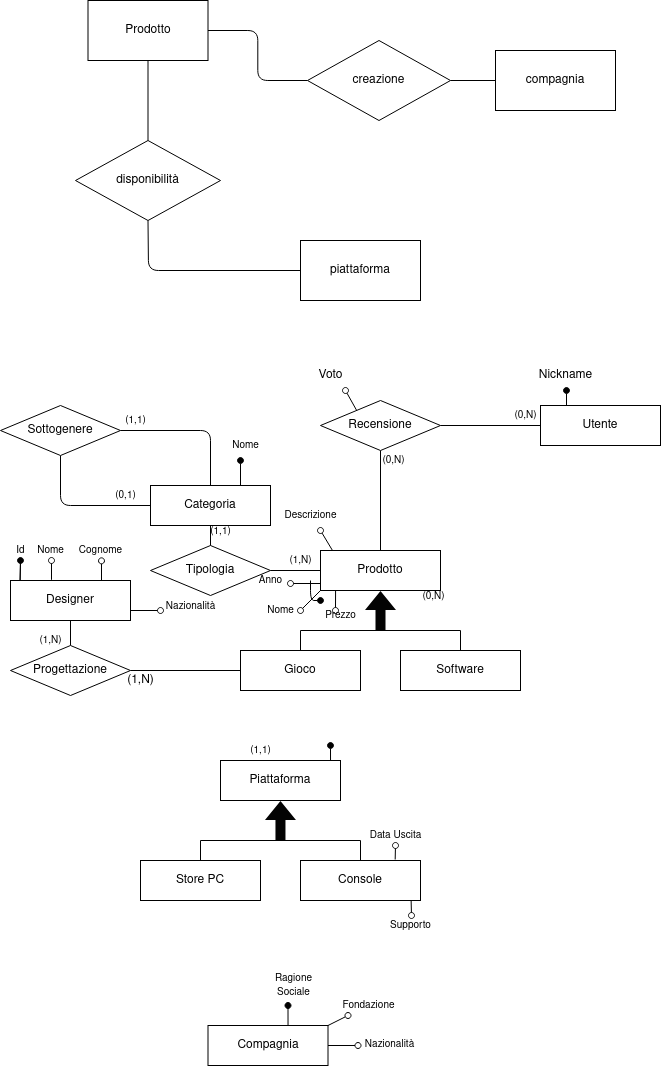 Prodotto
creazione
compagnia
disponibilità
piattaforma
Voto
Nickname
Sottogenere
(1,1)
Recensione
(0,N)
Utente
Nome
(0,N)
(0,1)
Categoria
Descrizione
(1,1)
Id
Nome
Cognome
Tipologia
(1,N)
Prodotto
Anno
Designer
Nazionalità
Nome
Prezzo
(0,N)
(1,N)
Progettazione
(1,N)
Gioco
Software
(1,1)
Piattaforma
Data Uscita
Store PC
Console
Supporto
Ragione
Sociale
Fondazione
Compagnia
Nazionalità